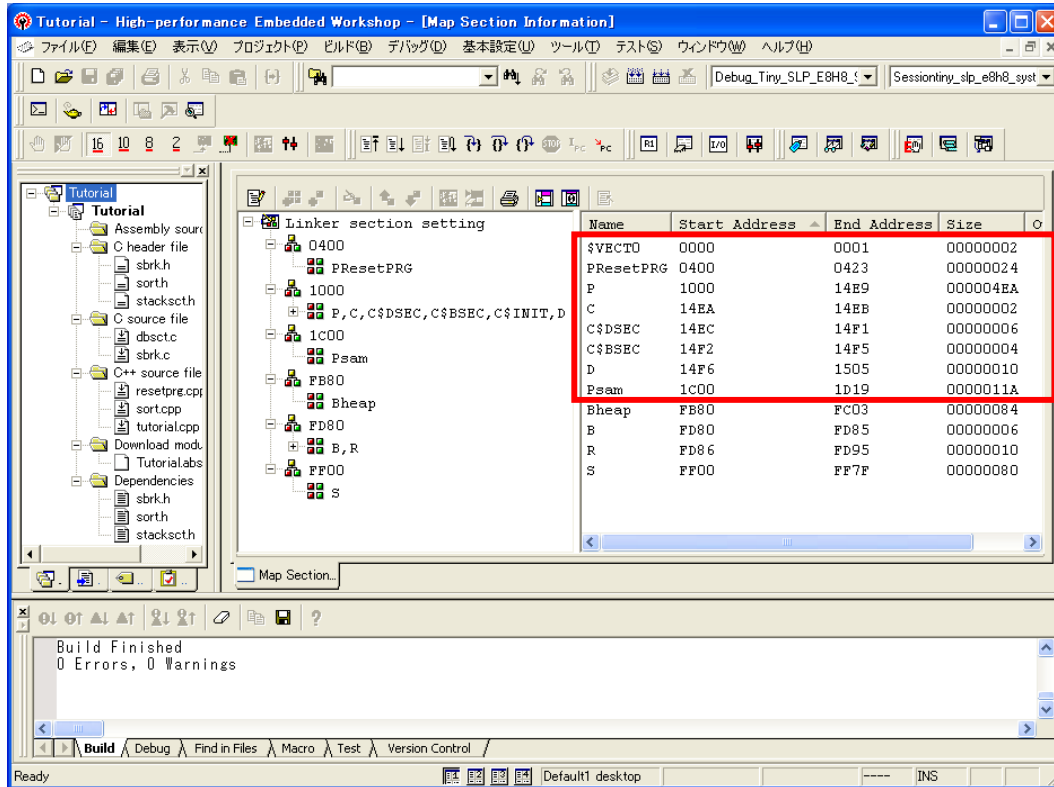 Tutorial - High-performance Embedded Workshop - [Map Section Information]
ファイル(F) 編集(E) 表示(V) プロジェクト(P) ビルド(B) デバッグ(D) 基本設定(U) ツール(T) テスト(S) ウィンドウ(W) ヘルプ(H)
Debug_Tiny_SLP_E8H8_S Sessiontiny_slp_e8h8_syst
16 10 8 2 STOP PC PC R1 I/O
Tutorial
Tutorial
Assembly sourc
C header file
sbrk.h
sort.h
stacksct.h
C source file
dbsct.c
sbrk.c
C++ source file
resetprg.cpp
sort.cpp
tutorial.cpp
Download modu
Tutorial.abs
Dependencies
sbrk.h
sort.h
stacksct.h
Linker section setting
0400
PResetPRG
1000
P,C,C$DSEC,C$BSEC,C$INIT,D
1C00
Psam
FB80
Bheap
FD80
B,R
FF00
S
Name Start Address End Address Size O
$VECT0 0000 0001 00000002
PResetPRG 0400 0423 00000024
P 1000 14E9 000004EA
C 14EA 14EB 00000002
C$DSEC 14EC 14F1 00000006
C$BSEC 14F2 14F5 00000004
D 14F6 1505 00000010
Psam 1C00 1D19 0000011A
Bheap FB80 FC03 00000084
B FD80 FD85 00000006
R FD86 FD95 00000010
S FF00 FF7F 00000080
Map Section...
Build Finished
0 Errors, 0 Warnings
Build Debug Find in Files Macro Test Version Control
Ready 1 2 3 4 Default1 desktop ---- INS